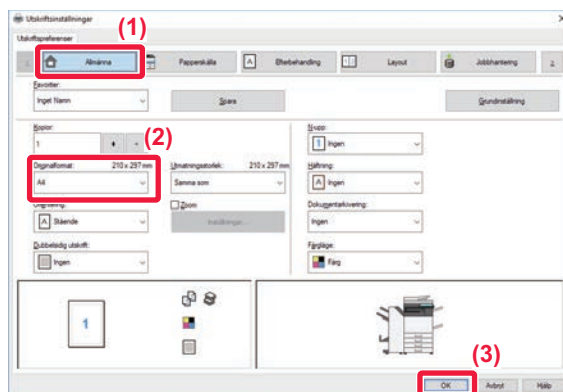 Utskriftsinställningar
(1)
Utskriftspreferenser
Allmänna Papperskälla Efterbehandling Layout Jobbhantering
Favoriter:
Inget Namn Spara Grundinställning
Kopior: N-upp:
1 + - (2) 1 Ingen
Originalformat: 210 x 297 mm Utmatningsstorlek: 210 x 297 mm Häftning:
A4 Samma som A Ingen
Orientering: Zoom Dokumentarkivering:
A Stående Inställningar... Ingen
Dubbelsidig utskrift: Färgläge:
Ingen Färg
1
(3)
OK Avbryt Hjälp